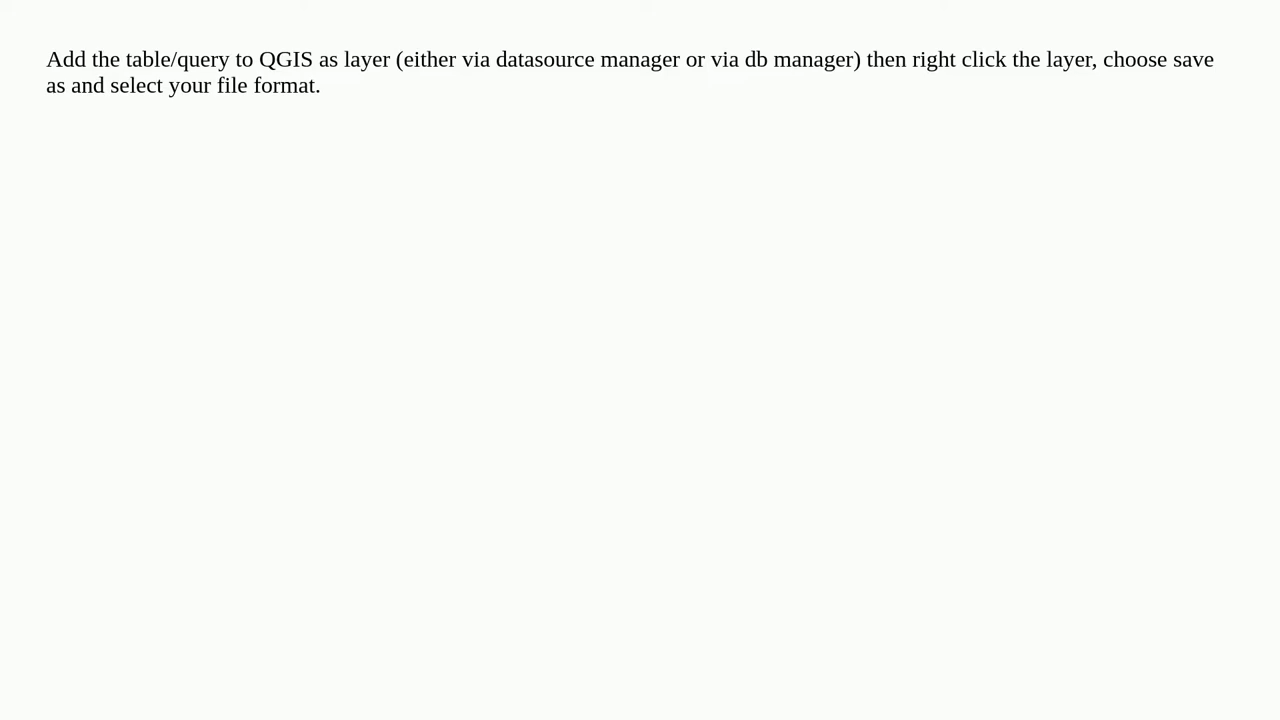 Add the table/query to QGIS as layer (either via datasource manager or via db manager) then right click the layer, choose save
as and select your file format.